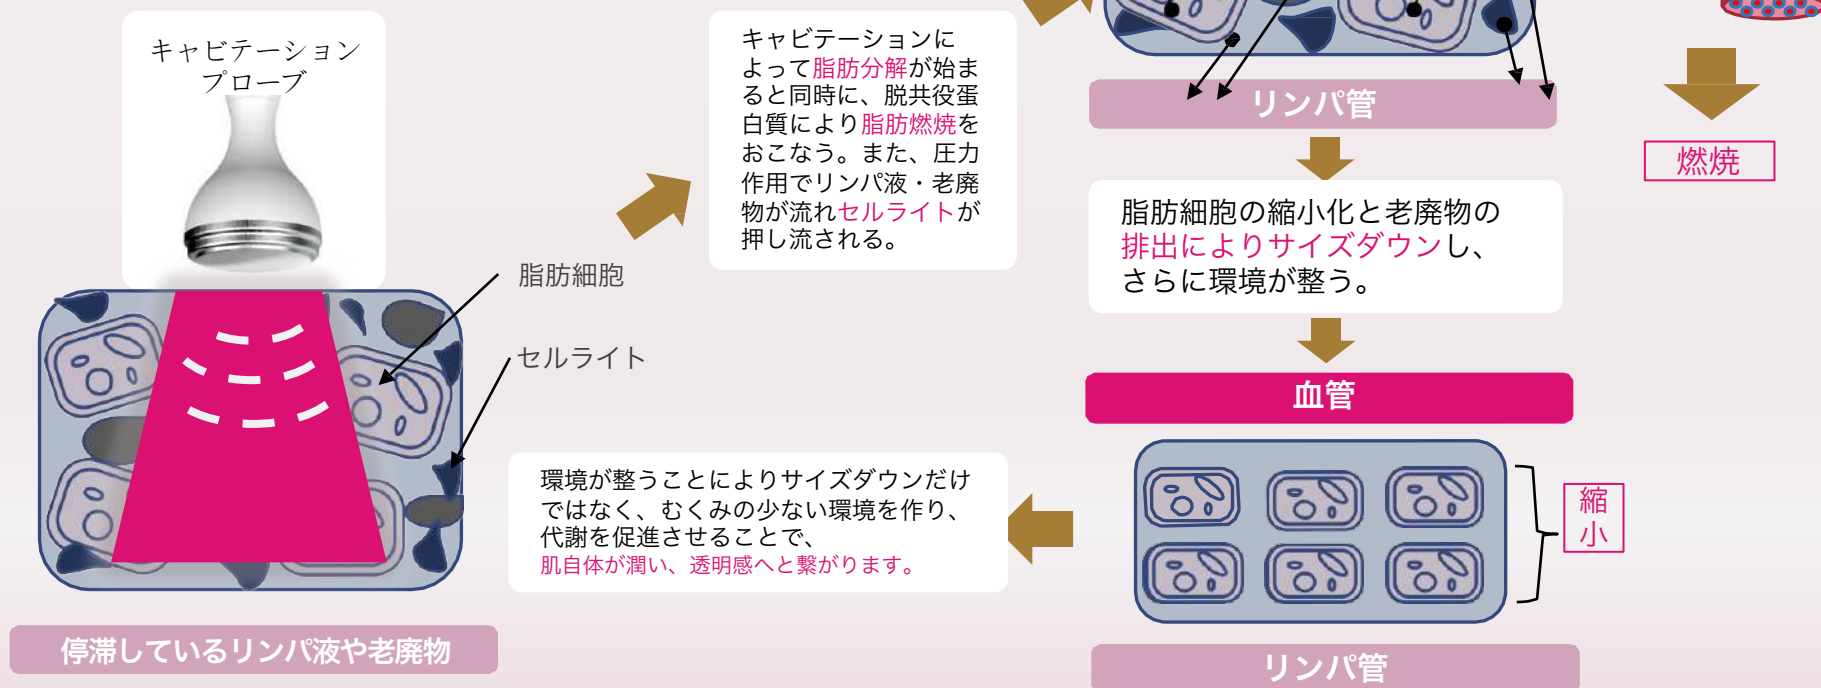 キャビテーション
プローブ
脂肪細胞
セルライト
停滞しているリンパ液や老廃物
キャビテーションに
よって脂肪分解が始ま
ると同時に、脱共役蛋
白質により脂肪燃焼を
おこなう。また、圧力
作用でリンパ液・老廃
物が流れセルライトが
押し流される。
リンパ管
燃焼
脂肪細胞の縮小化と老廃物の
排出によりサイズダウンし、
さらに環境が整う。
血管
縮
小
リンパ管
環境が整うことによりサイズダウンだけ
ではなく、むくみの少ない環境を作り、
代謝を促進させることで、
肌自体が潤い、透明感へと繋がります。